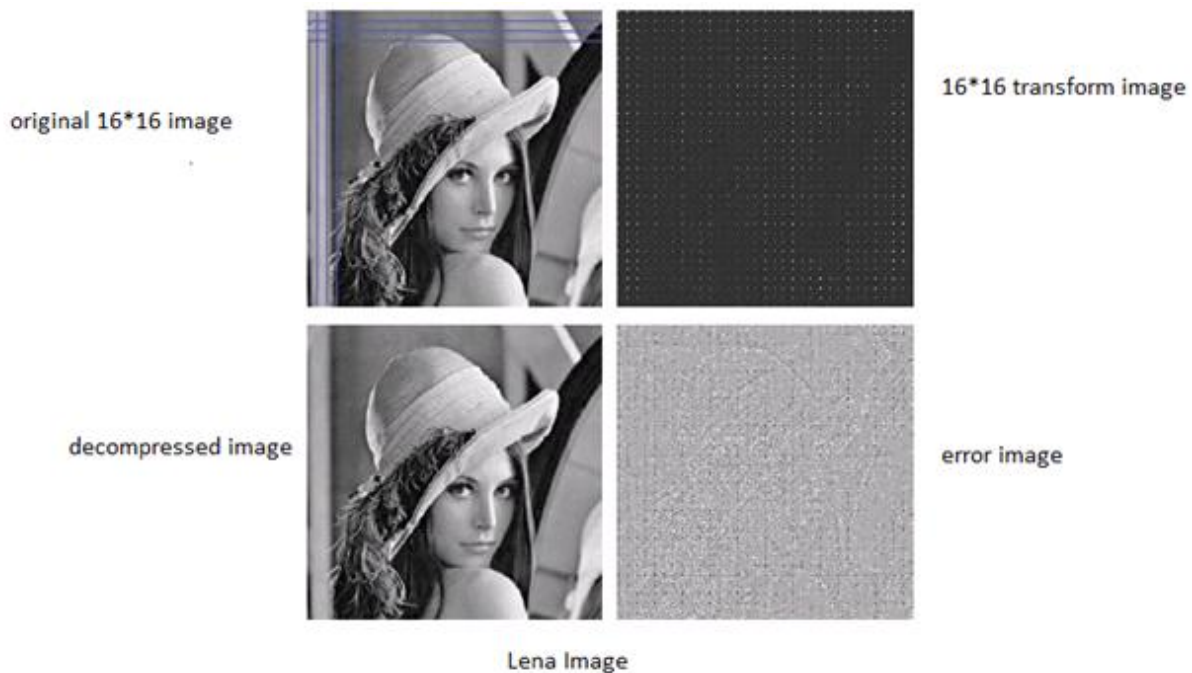 16*16 transform image
original 16*16 image
decompressed image
error image
Lena Image